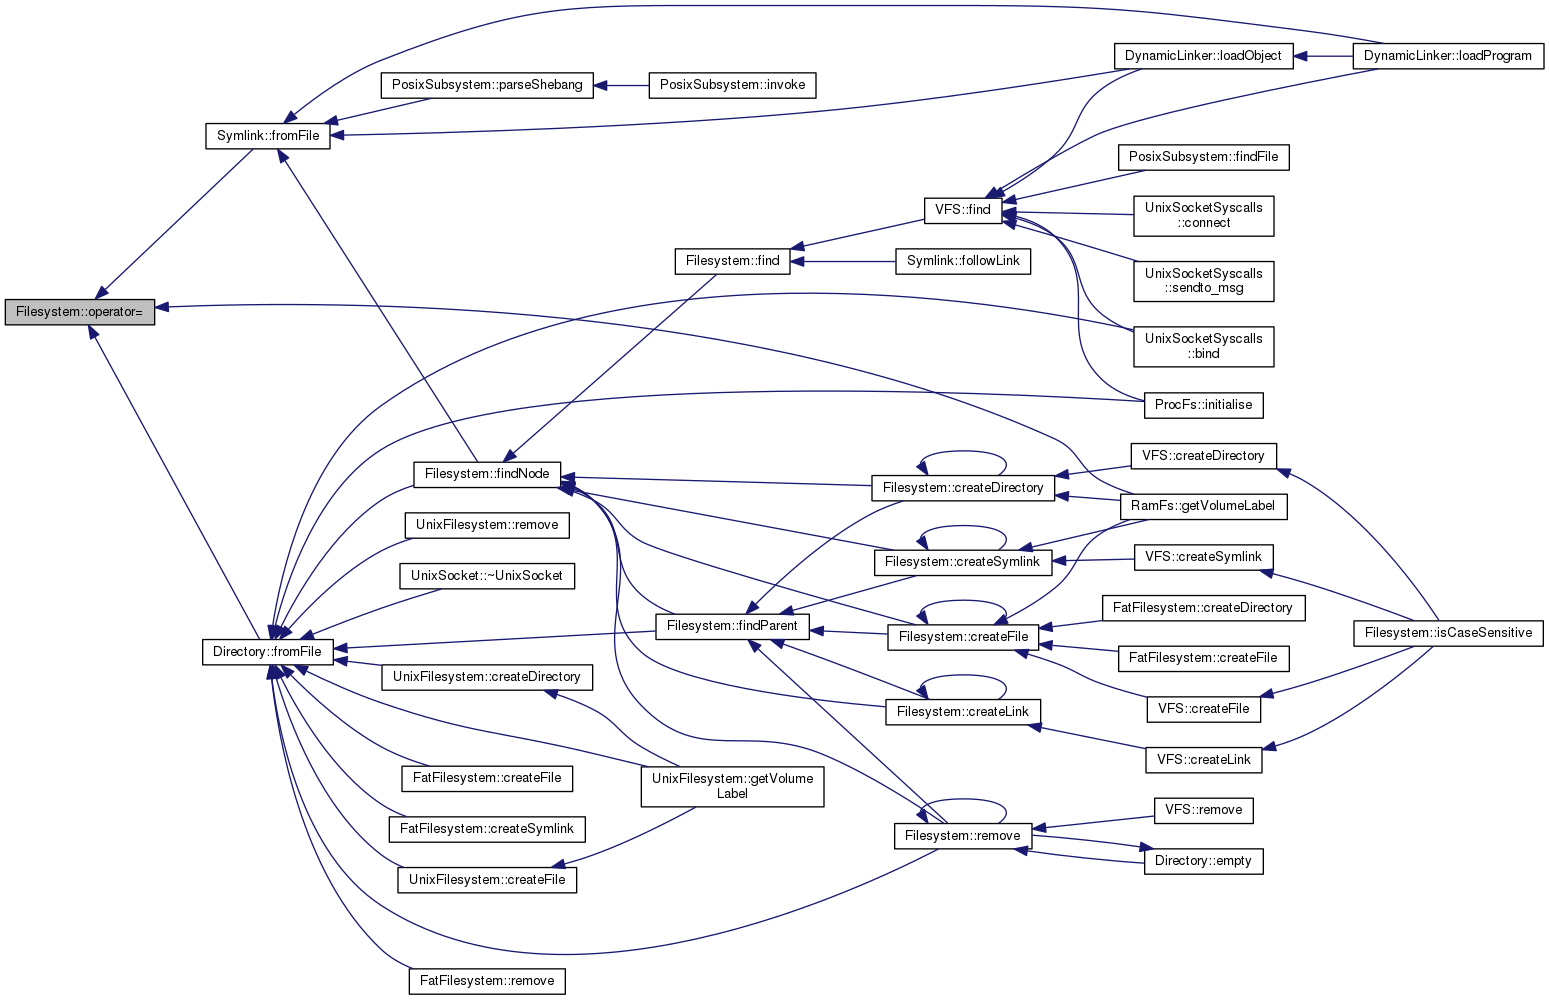 DynamicLinker::loadObject
DynamicLinker::loadProgram
PosixSubsystem::parseShebang
PosixSubsystem::invoke
Symlink::fromFile
PosixSubsystem::findFile
VFS::find
UnixSocketSyscalls
::connect
Filesystem::find
Symlink::followLink
UnixSocketSyscalls
::sendto_msg
Filesystem::operator=
UnixSocketSyscalls
::bind
ProcFs::initialise
VFS::createDirectory
Filesystem::findNode
Filesystem::createDirectory
RamFs::getVolumeLabel
UnixFilesystem::remove
VFS::createSymlink
Filesystem::createSymlink
UnixSocket::~UnixSocket
FatFilesystem::createDirectory
Filesystem::findParent
Filesystem::createFile
Filesystem::isCaseSensitive
Directory::fromFile
FatFilesystem::createFile
UnixFilesystem::createDirectory
VFS::createFile
Filesystem::createLink
VFS::createLink
FatFilesystem::createFile
UnixFilesystem::getVolume
Label
VFS::remove
FatFilesystem::createSymlink
Filesystem::remove
Directory::empty
UnixFilesystem::createFile
FatFilesystem::remove